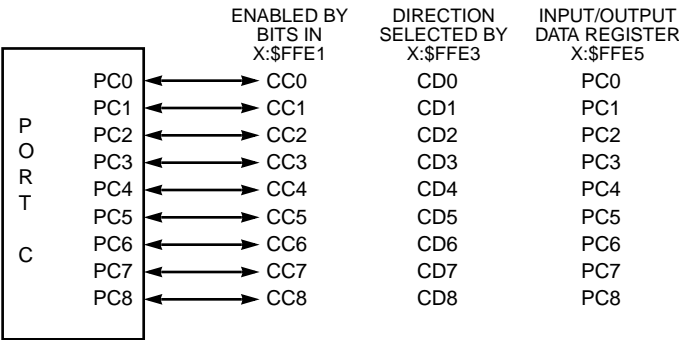 ENABLED BY BITS IN X:$FFE1
DIRECTION SELECTED BY X:$FFE3
INPUT/OUTPUT DATA REGISTER X:$FFE5
PORT C
PC0 CC0 CD0 PC0
PC1 CC1 CD1 PC1
PC2 CC2 CD2 PC2
PC3 CC3 CD3 PC3
PC4 CC4 CD4 PC4
PC5 CC5 CD5 PC5
PC6 CC6 CD6 PC6
PC7 CC7 CD7 PC7
PC8 CC8 CD8 PC8